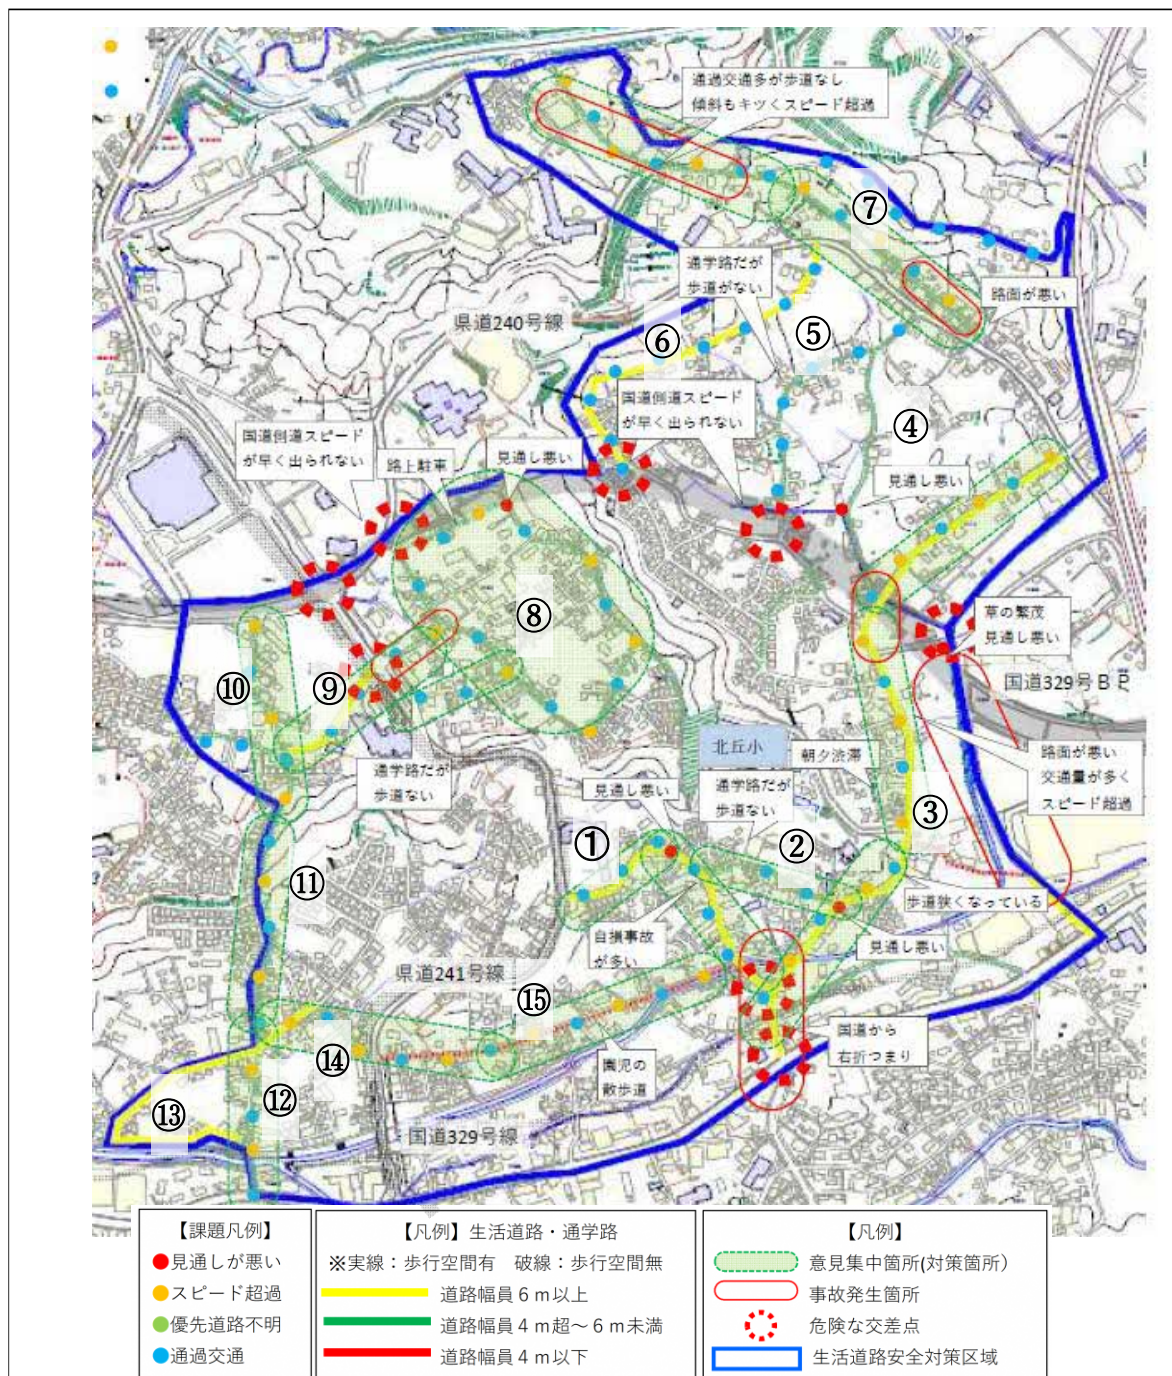 通過交通多が歩道なし
傾斜もキツくスピード超過
⑦
通学路だが
歩道がない
路面が悪い
県道240号線
⑥
⑤
国道側道スピード
が早く出られない
④
国道側道スピード
が早く出られない
路上駐車
見通し悪い
見通し悪い
⑧
草の繁茂
見通し悪い
⑩
⑨
国道329号BP
北丘小
朝夕渋滞
路面が悪い
交通量が多く
スピード超過
通学路だが
歩道ない
見通し悪い
通学路だが
歩道ない
③
①
②
⑪
歩道狭くなっている
自損事故
が多い
見通し悪い
県道241号線
⑮
国道から
右折つまり
⑭
園児の
散歩道
⑫
⑬
国道329号線
【課題凡例】
見通しが悪い
スピード超過
優先道路不明
通過交通
【凡例】生活道路・通学路
※実線：歩行空間有 破線：歩行空間無
道路幅員６ｍ以上
道路幅員４ｍ超～６ｍ未満
道路幅員４ｍ以下
【凡例】
意見集中箇所(対策箇所)
事故発生箇所
危険な交差点
生活道路安全対策区域